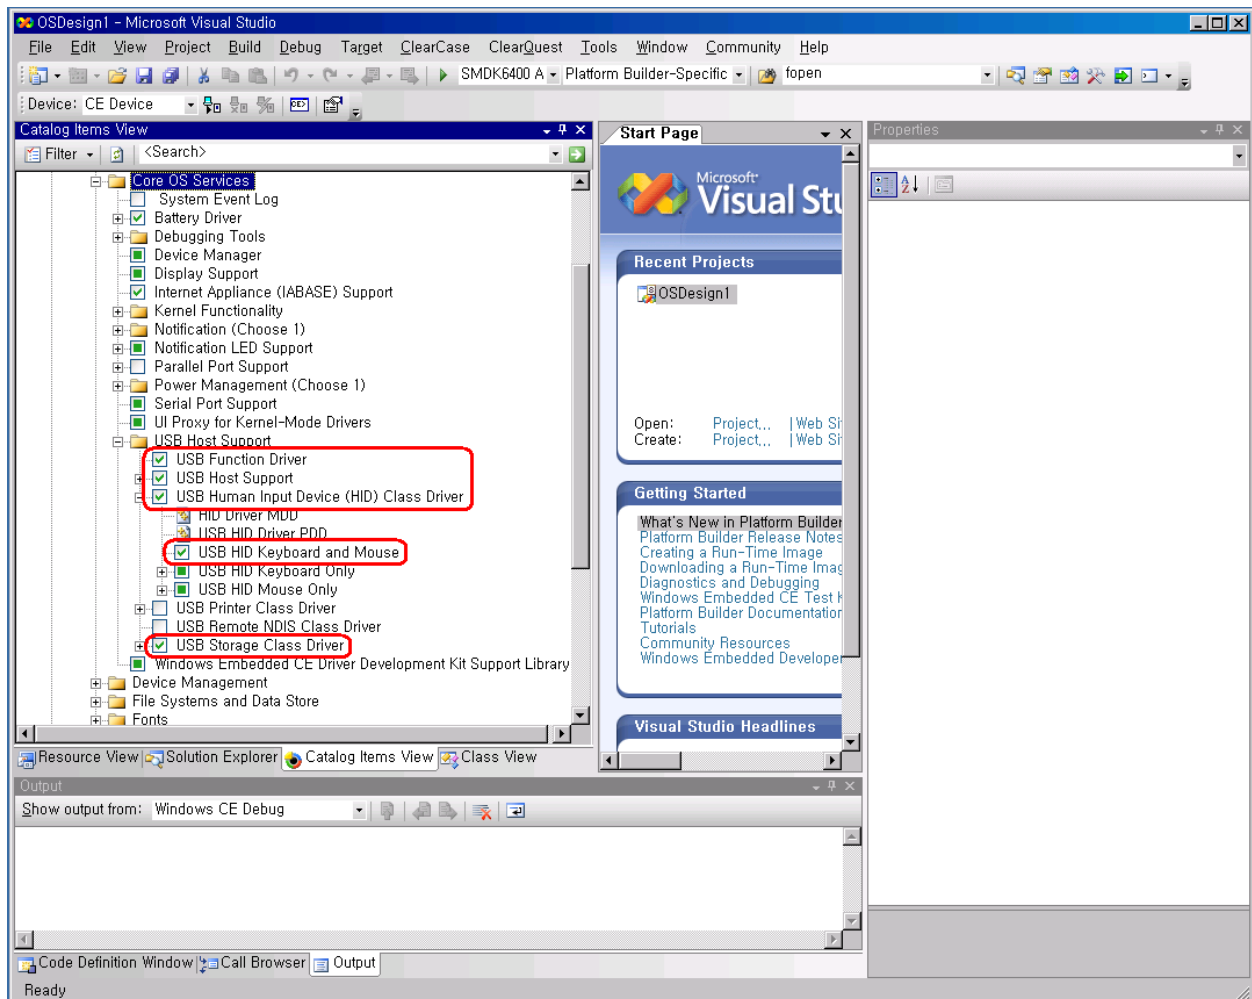 OSDesign1 - Microsoft Visual Studio
File Edit View Project Build Debug Target ClearCase ClearQuest Tools Window Community Help
SMDK6400 A Platform Builder-Specific fopen
Device: CE Device
Catalog Items View
Filter <Search>
Core OS Services
System Event Log
Battery Driver
Debugging Tools
Device Manager
Display Support
Internet Appliance (IABASE) Support
Kernel Functionality
Notification (Choose 1)
Notification LED Support
Parallel Port Support
Power Management (Choose 1)
Serial Port Support
UI Proxy for Kernel-Mode Drivers
USB Host Support
USB Function Driver
USB Host Support
USB Human Input Device (HID) Class Driver
HID Driver MDD
USB HID Driver PDD
USB HID Keyboard and Mouse
USB HID Keyboard Only
USB HID Mouse Only
USB Printer Class Driver
USB Remote NDIS Class Driver
USB Storage Class Driver
Windows Embedded CE Driver Development Kit Support Library
Device Management
File Systems and Data Store
Fonts
Resource View Solution Explorer Catalog Items View Class View
Start Page
Microsoft
Visual Stu
Recent Projects
OSDesign1
Open: Project... | Web Si
Create: Project... | Web Si
Getting Started
What's New in Platform Builder
Platform Builder Release Notes
Creating a Run-Time Image
Downloading a Run-Time Imag
Diagnostics and Debugging
Windows Embedded CE Test K
Platform Builder Documentation
Tutorials
Community Resources
Windows Embedded Developer
Visual Studio Headlines
Properties
Output
Show output from: Windows CE Debug
Code Definition Window Call Browser Output
Ready